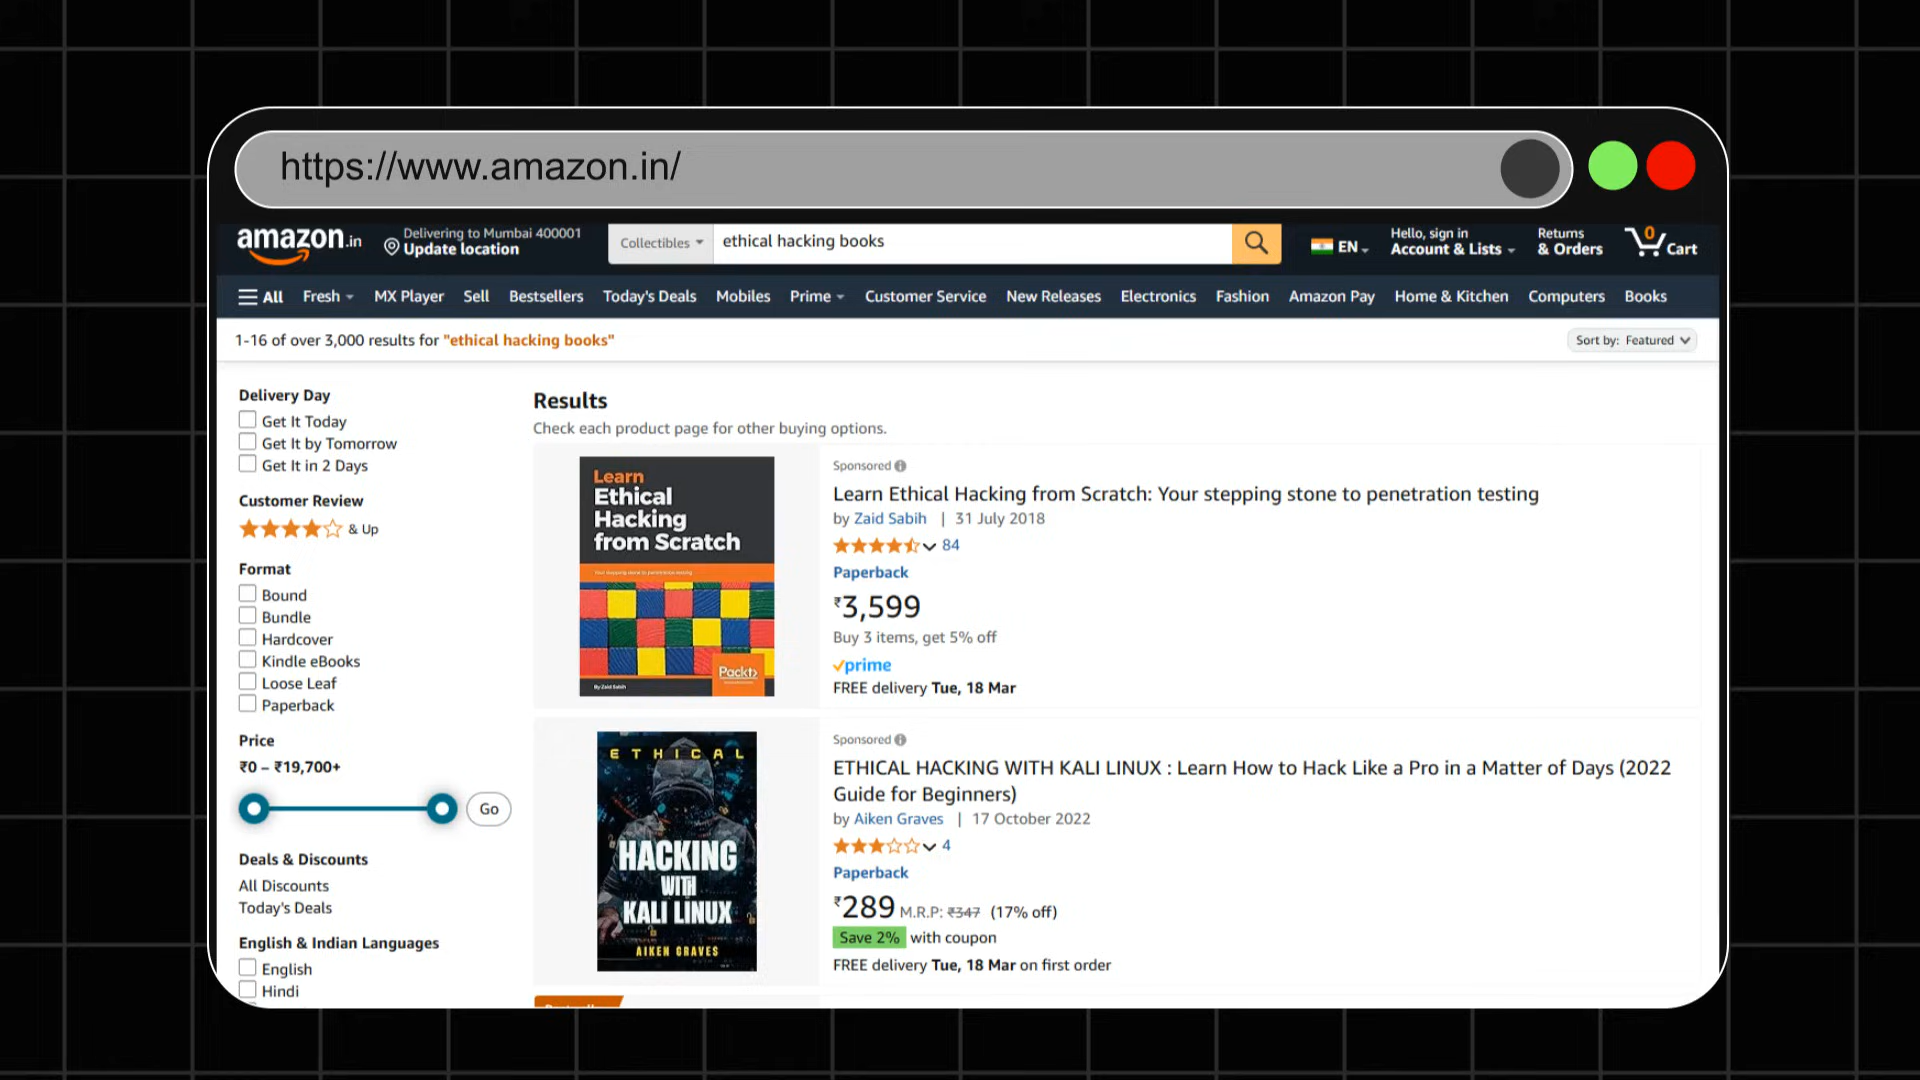 https://www.amazon.in/
amazon.in
Delivering to Mumbai 400001
Update location
Collectibles
ethical hacking books
EN
Hello, sign in
Account & Lists
Returns
& Orders
0
Cart
All Fresh MX Player Sell Bestsellers Today's Deals Mobiles Prime Customer Service New Releases Electronics Fashion Amazon Pay Home & Kitchen Computers Books
1-16 of over 3,000 results for "ethical hacking books"
Sort by: Featured
Delivery Day
Get It Today
Get It by Tomorrow
Get It in 2 Days
Customer Review
& Up
Format
Bound
Bundle
Hardcover
Kindle eBooks
Loose Leaf
Paperback
Price
₹0 – ₹19,700+
Go
Deals & Discounts
All Discounts
Today's Deals
English & Indian Languages
English
Hindi
Results
Check each product page for other buying options.
Learn
Ethical
Hacking
from Scratch
Your stepping stone to penetration testing
By Zaid Sabih
Packt>
Sponsored
Learn Ethical Hacking from Scratch: Your stepping stone to penetration testing
by Zaid Sabih | 31 July 2018
84
Paperback
₹3,599
Buy 3 items, get 5% off
prime
FREE delivery Tue, 18 Mar
ETHICAL
HACKING
WITH
KALI LINUX
AIKEN GRAVES
Sponsored
ETHICAL HACKING WITH KALI LINUX : Learn How to Hack Like a Pro in a Matter of Days (2022
Guide for Beginners)
by Aiken Graves | 17 October 2022
4
Paperback
₹289 M.R.P: ₹347 (17% off)
Save 2% with coupon
FREE delivery Tue, 18 Mar on first order